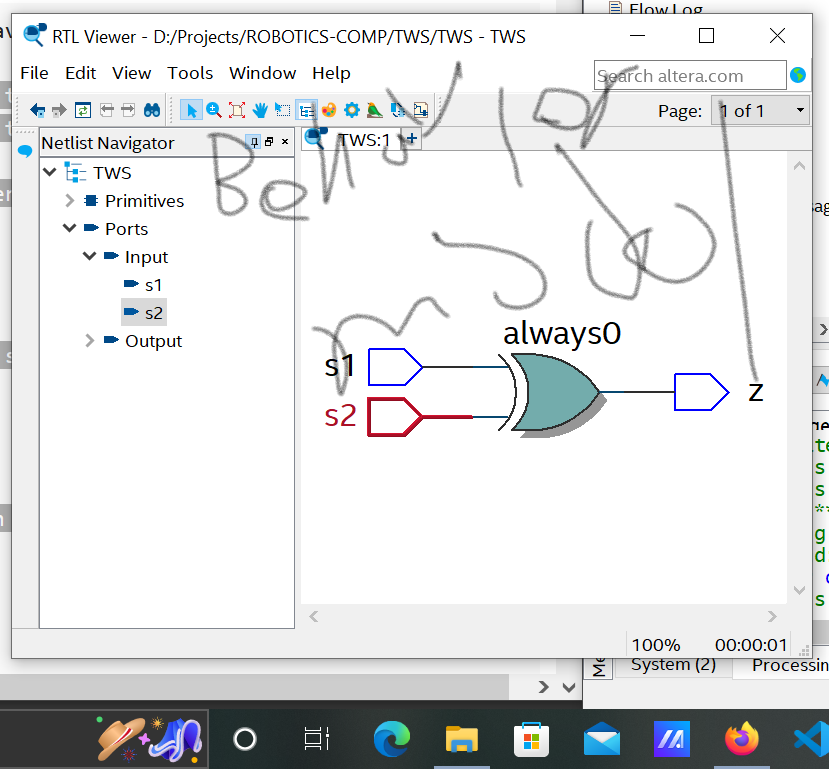 Flow Log
RTL Viewer - D:/Projects/ROBOTICS-COMP/TWS/TWS - TWS
File Edit View Tools Window Help
Search altera.com
Page: 1 of 1
Netlist Navigator
TWS:1
TWS
Primitives
Ports
Input
s1
s2
Output
always0
s1
s2
z
100% 00:00:01
System (2) Processin